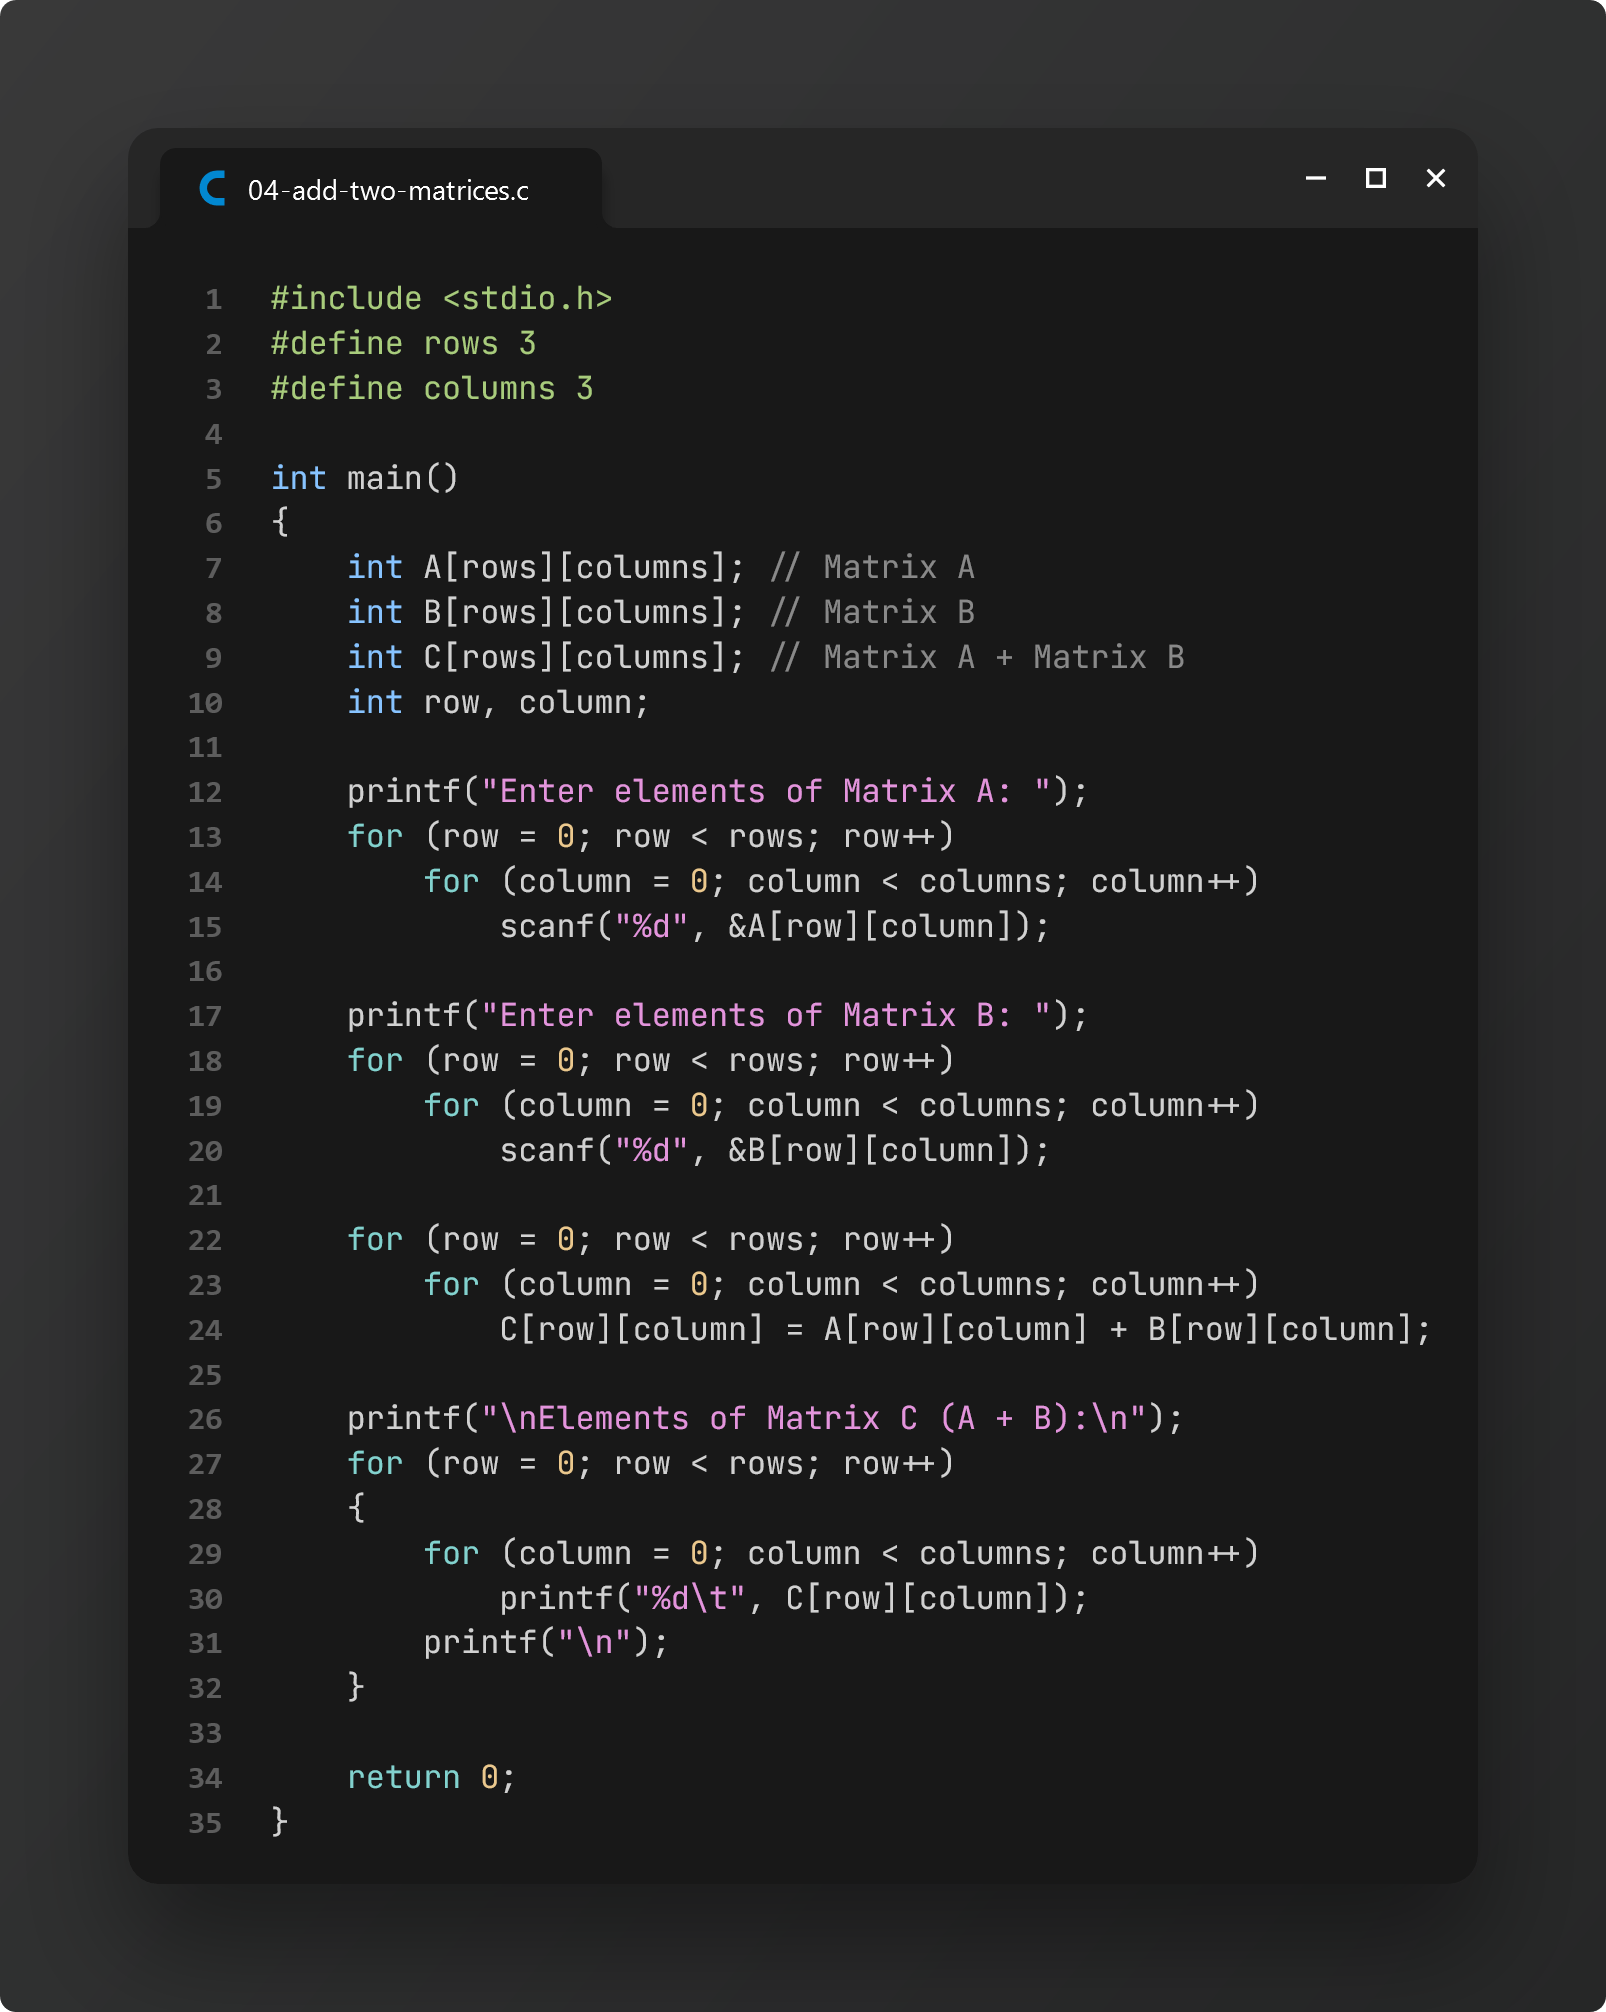 04-add-two-matrices.c
1 #include <stdio.h>
2 #define rows 3
3 #define columns 3
4
5 int main()
6 {
7     int A[rows][columns]; // Matrix A
8     int B[rows][columns]; // Matrix B
9     int C[rows][columns]; // Matrix A + Matrix B
10     int row, column;
11
12     printf("Enter elements of Matrix A: ");
13     for (row = 0; row < rows; row++)
14         for (column = 0; column < columns; column++)
15             scanf("%d", &A[row][column]);
16
17     printf("Enter elements of Matrix B: ");
18     for (row = 0; row < rows; row++)
19         for (column = 0; column < columns; column++)
20             scanf("%d", &B[row][column]);
21
22     for (row = 0; row < rows; row++)
23         for (column = 0; column < columns; column++)
24             C[row][column] = A[row][column] + B[row][column];
25
26     printf("\nElements of Matrix C (A + B):\n");
27     for (row = 0; row < rows; row++)
28     {
29         for (column = 0; column < columns; column++)
30             printf("%d\t", C[row][column]);
31         printf("\n");
32     }
33
34     return 0;
35 }